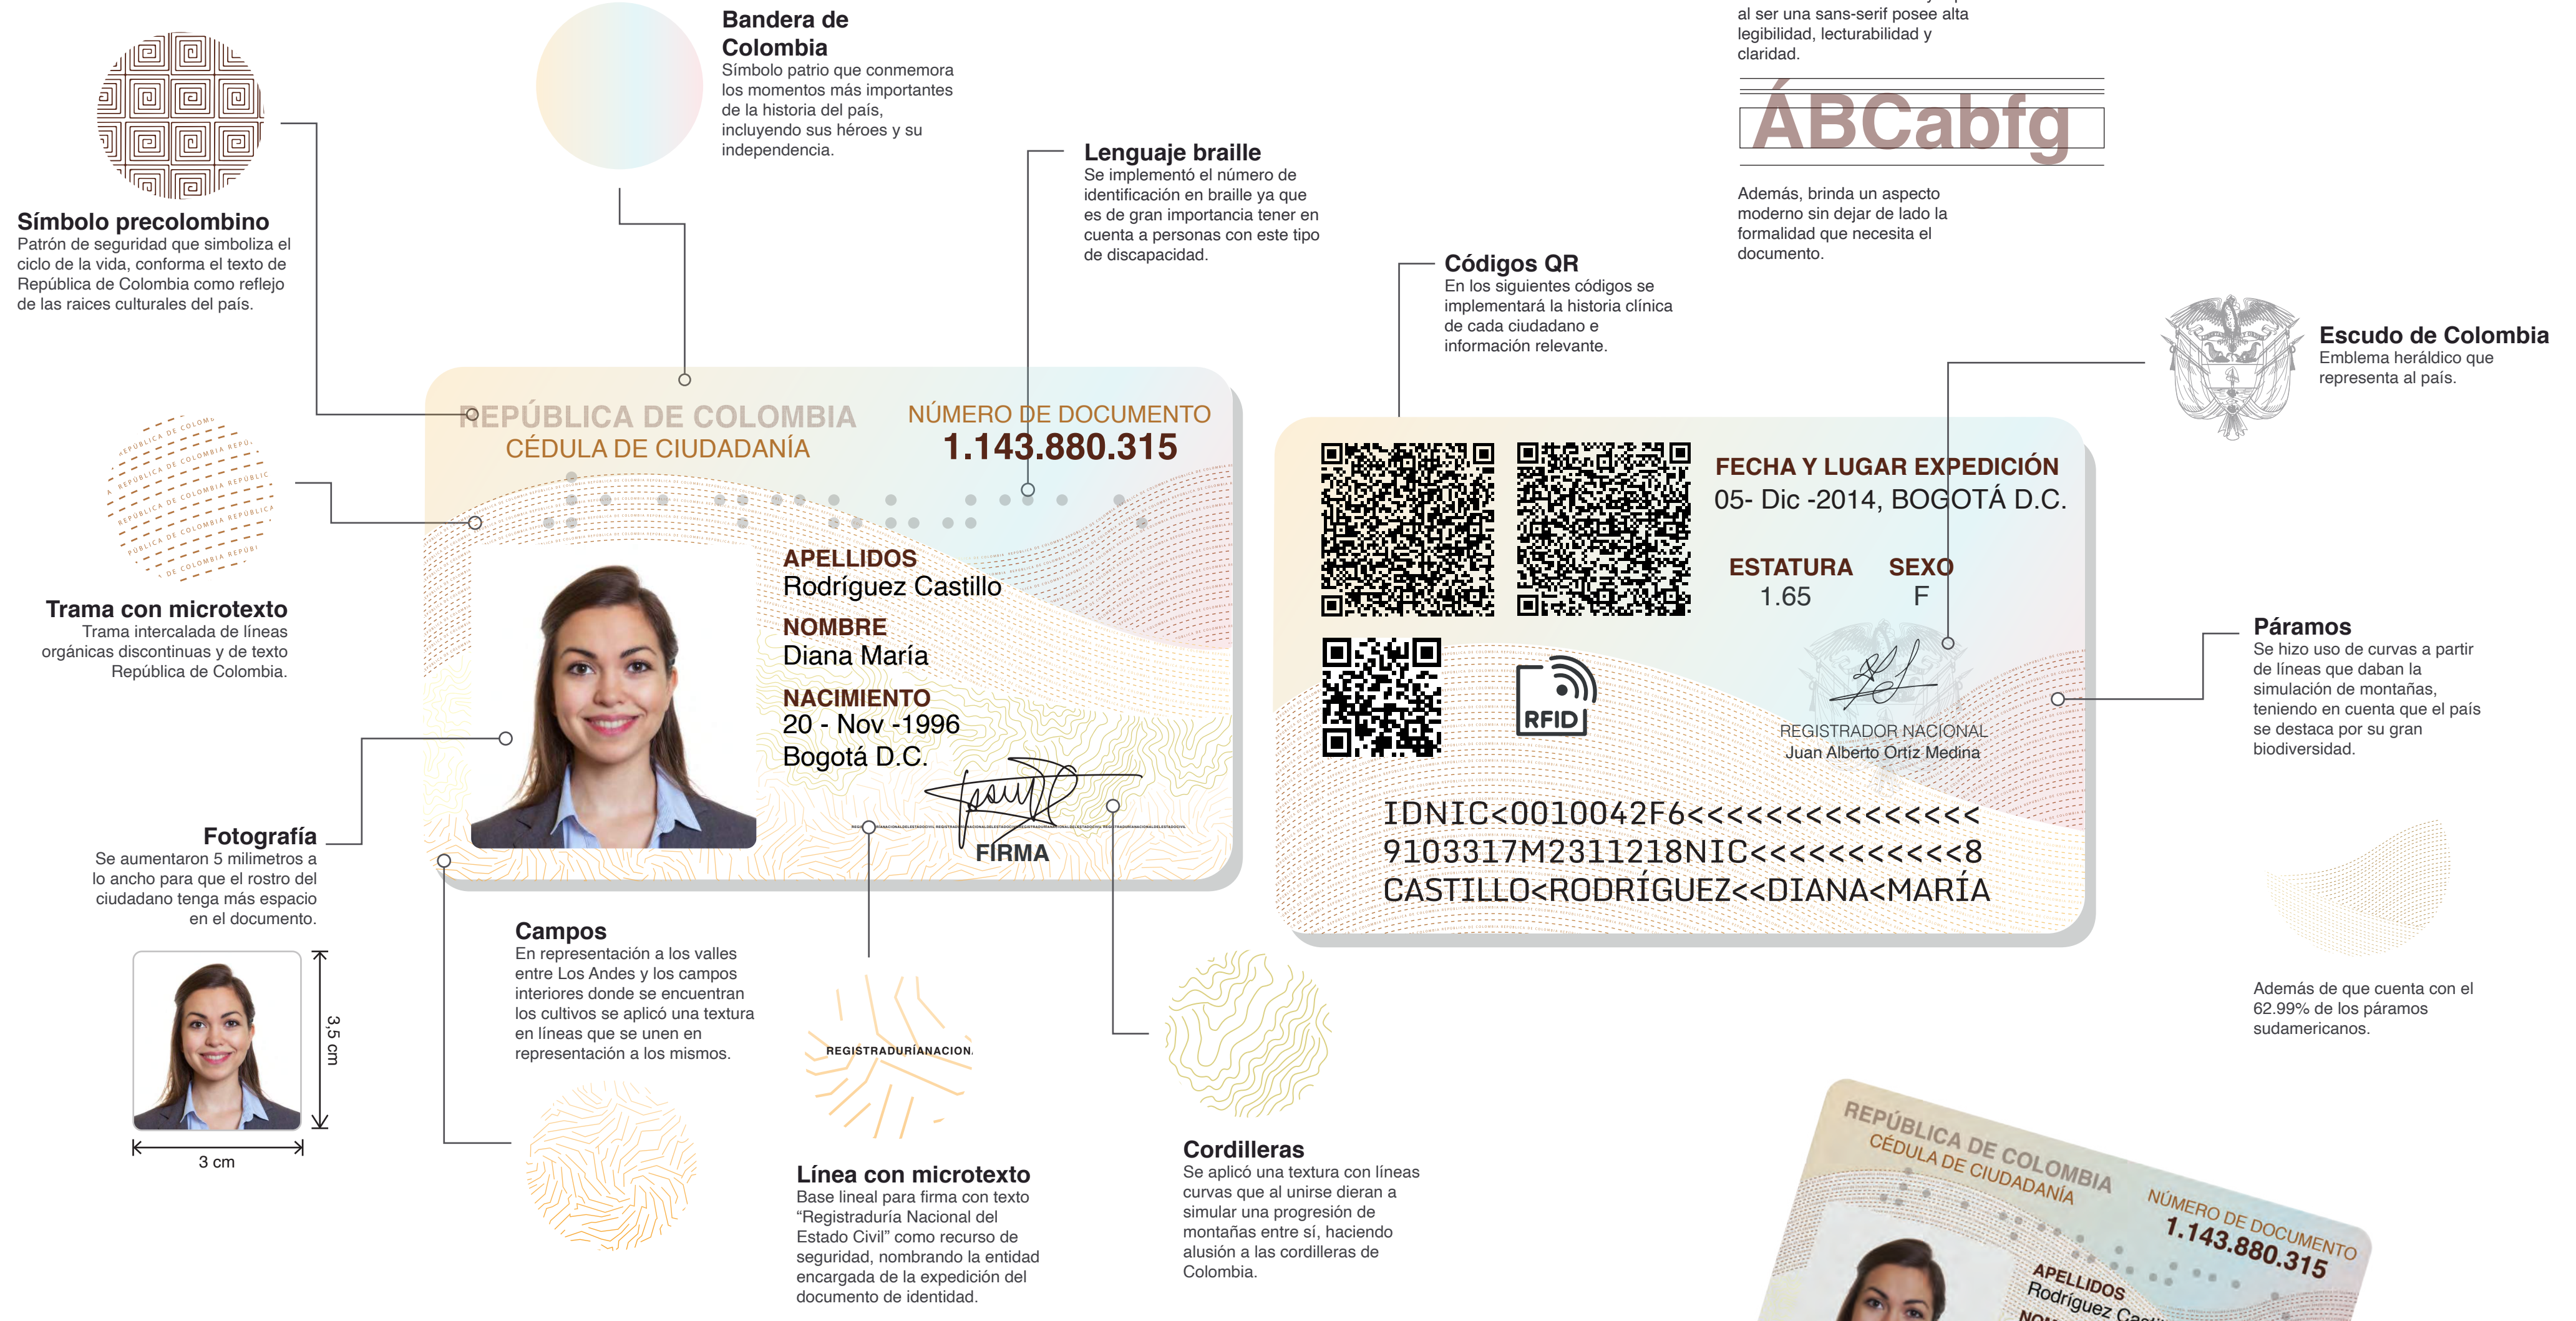 Bandera de
Colombia
Símbolo patrio que conmemora
los momentos más importantes
de la historia del país,
incluyendo sus héroes y su
independencia.
al ser una sans-serif posee alta
legibilidad, lecturabilidad y
claridad.
ÁBCabfg
Además, brinda un aspecto
moderno sin dejar de lado la
formalidad que necesita el
documento.
Símbolo precolombino
Patrón de seguridad que simboliza el
ciclo de la vida, conforma el texto de
República de Colombia como reflejo
de las raices culturales del país.
Lenguaje braille
Se implementó el número de
identificación en braille ya que
es de gran importancia tener en
cuenta a personas con este tipo
de discapacidad.
Códigos QR
En los siguientes códigos se
implementará la historia clínica
de cada ciudadano e
información relevante.
Escudo de Colombia
Emblema heráldico que
representa al país.
Trama con microtexto
Trama intercalada de líneas
orgánicas discontinuas y de texto
República de Colombia.
REPÚBLICA DE COLOMBIA
CÉDULA DE CIUDADANÍA
NÚMERO DE DOCUMENTO
1.143.880.315
APELLIDOS
Rodríguez Castillo
NOMBRE
Diana María
NACIMIENTO
20 - Nov -1996
Bogotá D.C.
FIRMA
FECHA Y LUGAR EXPEDICIÓN
05- Dic -2014, BOGOTÁ D.C.
ESTATURA SEXO
1.65 F
RFID
REGISTRADOR NACIONAL
Juan Alberto Ortíz Medina
IDNIC<0010042F6<<<<<<<<<<<<<<<
9103317M2311218NIC<<<<<<<<<<<8
CASTILLO<RODRÍGUEZ<<DIANA<MARÍA
Páramos
Se hizo uso de curvas a partir
de líneas que daban la
simulación de montañas,
teniendo en cuenta que el país
se destaca por su gran
biodiversidad.
Además de que cuenta con el
62.99% de los páramos
sudamericanos.
Fotografía
Se aumentaron 5 milimetros a
lo ancho para que el rostro del
ciudadano tenga más espacio
en el documento.
3,5 cm
3 cm
Campos
En representación a los valles
entre Los Andes y los campos
interiores donde se encuentran
los cultivos se aplicó una textura
en líneas que se unen en
representación a los mismos.
REGISTRADURÍANACION
Línea con microtexto
Base lineal para firma con texto
“Registraduría Nacional del
Estado Civil” como recurso de
seguridad, nombrando la entidad
encargada de la expedición del
documento de identidad.
Cordilleras
Se aplicó una textura con líneas
curvas que al unirse dieran a
simular una progresión de
montañas entre sí, haciendo
alusión a las cordilleras de
Colombia.
REPÚBLICA DE COLOMBIA
CÉDULA DE CIUDADANÍA
NÚMERO DE DOCUMENTO
1.143.880.315
APELLIDOS
Rodríguez